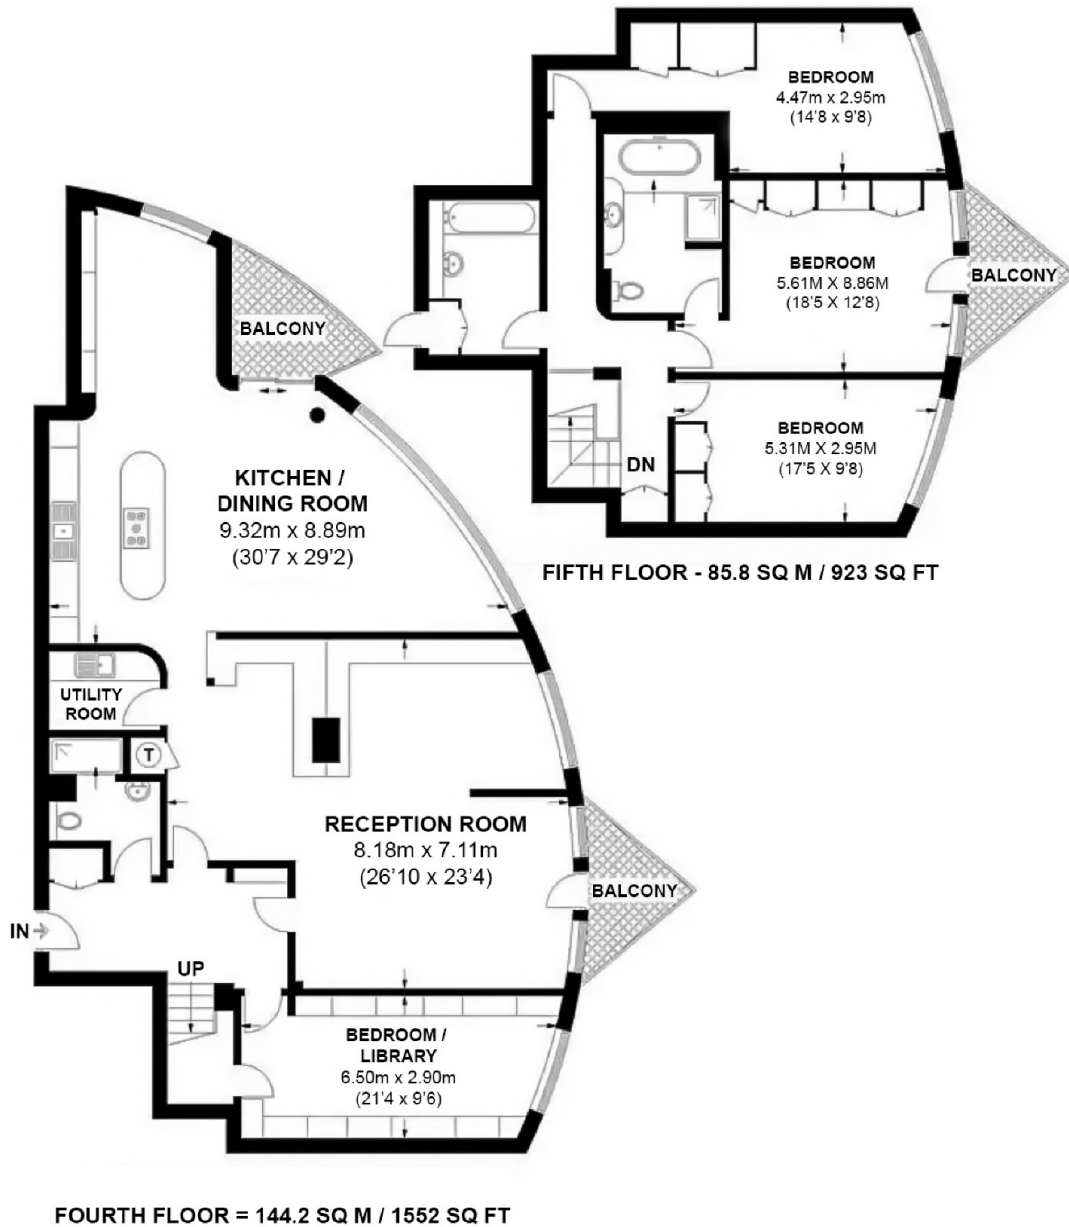 BEDROOM
4.47m x 2.95m
(14'8 x 9'8)
BEDROOM
5.61M X 8.86M
(18'5 X 12'8)
BALCONY
BALCONY
BEDROOM
5.31M X 2.95M
(17'5 X 9'8)
DN
KITCHEN /
DINING ROOM
9.32m x 8.89m
(30'7 x 29'2)
FIFTH FLOOR - 85.8 SQ M / 923 SQ FT
UTILITY
ROOM
T
RECEPTION ROOM
8.18m x 7.11m
(26'10 x 23'4)
BALCONY
IN
UP
BEDROOM /
LIBRARY
6.50m x 2.90m
(21'4 x 9'6)
FOURTH FLOOR = 144.2 SQ M / 1552 SQ FT